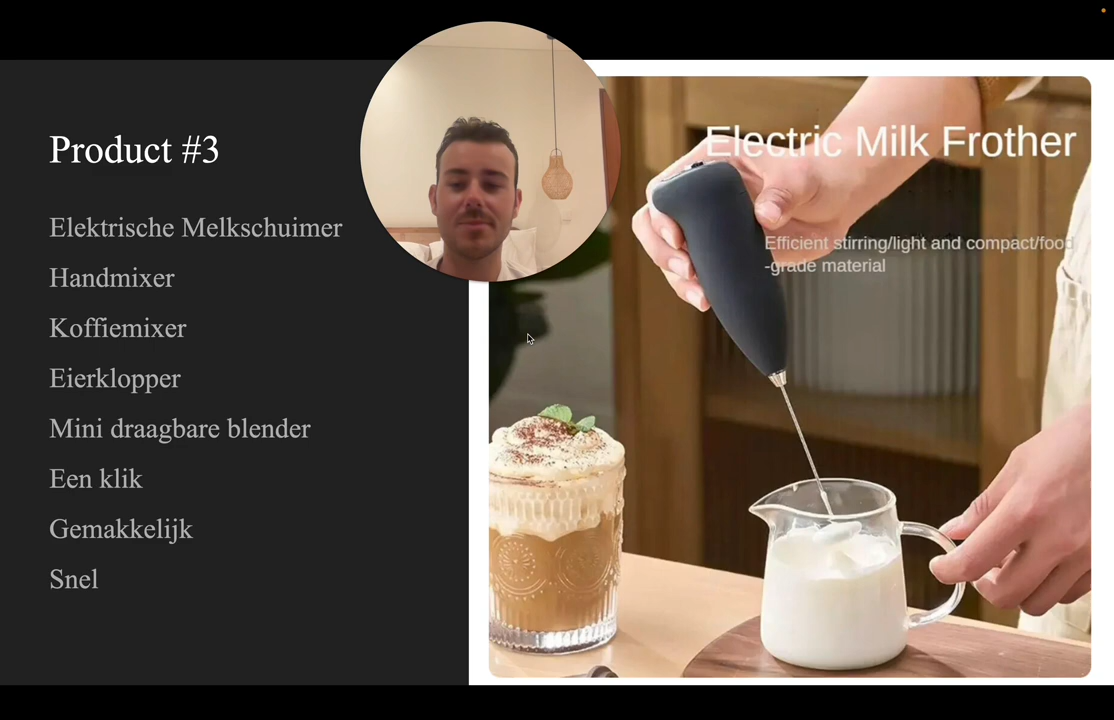 Product #3
Elektrische Melkschuimer
Handmixer
Koffiemixer
Eierklopper
Mini draagbare blender
Een klik
Gemakkelijk
Snel
Electric Milk Frother
Efficient stirring/light and compact/food
-grade material